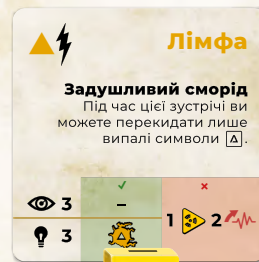 Лімфа
Задушливий сморід
Під час цієї зустрічі ви
можете перекидати лише
випалі символи △.
3 –
1 2
3